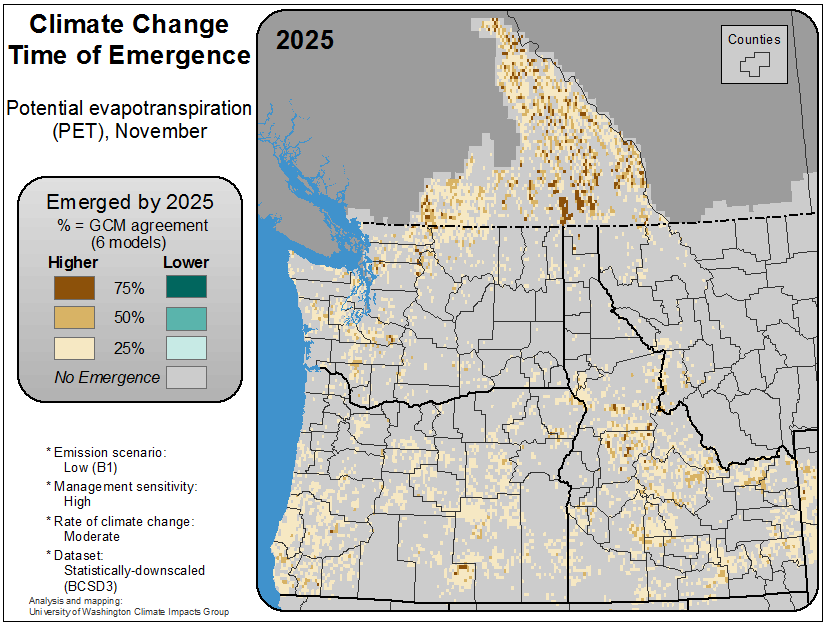 Climate Change
Time of Emergence
Potential evapotranspiration
(PET), November
Emerged by 2025
% = GCM agreement
(6 models)
Higher Lower
75%
50%
25%
No Emergence
* Emission scenario:
Low (B1)
* Management sensitivity:
High
* Rate of climate change:
Moderate
* Dataset:
Statistically-downscaled
(BCSD3)
Analysis and mapping:
University of Washington Climate Impacts Group
2025
Counties